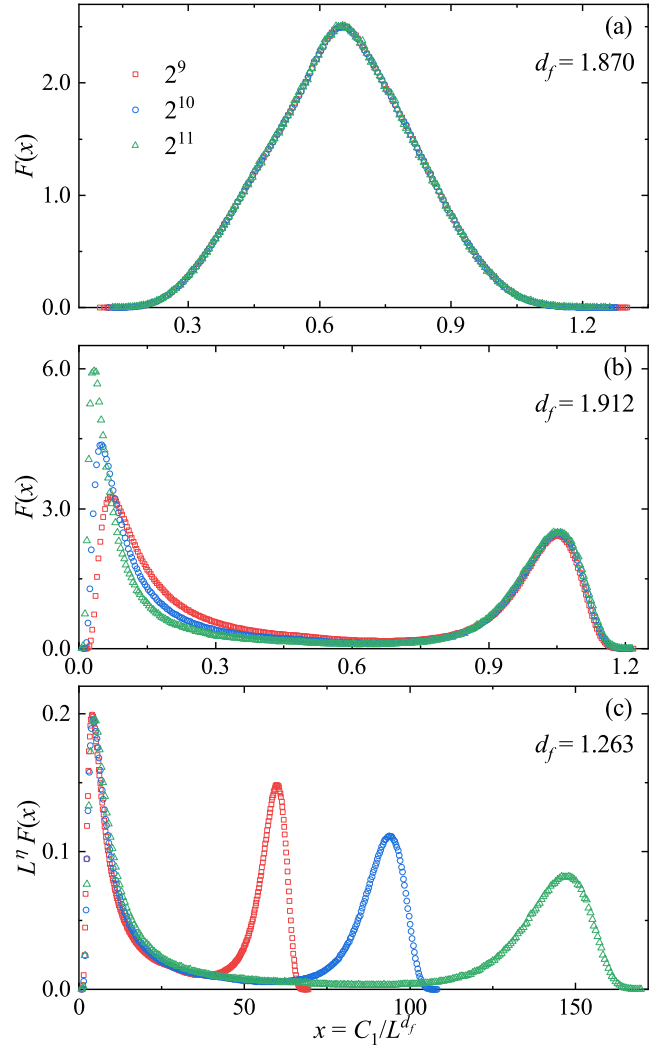 (a)
d_f = 1.870
2^9
2^10
2^11
F(x)
2.0
1.0
0.0
0.3 0.6 0.9 1.2
(b)
d_f = 1.912
F(x)
6.0
3.0
0.0
0.0 0.3 0.6 0.9 1.2
(c)
d_f = 1.263
L^η F(x)
0.2
0.1
0.0
0 50 100 150
x = C_1/L^{d_f}